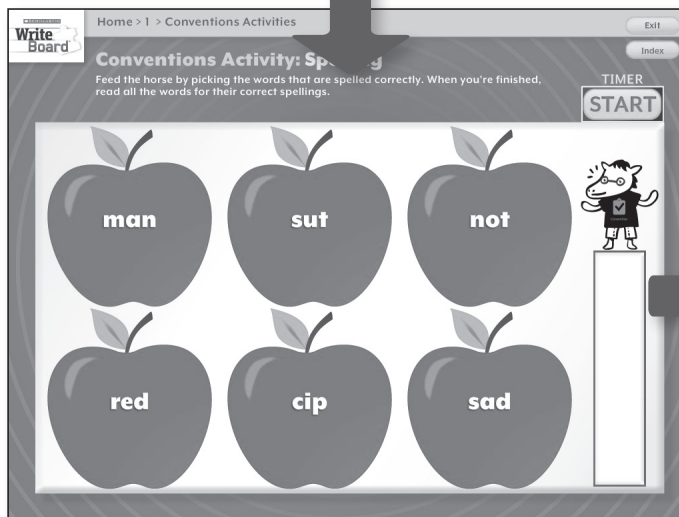 Home > 1 > Conventions Activities
Exit
Write
Board
Index
Conventions Activity:
Feed the horse by picking the words that are spelled correctly. When you're finished,
read all the words for their correct spellings.
TIMER
START
man
sut
not
red
cip
sad